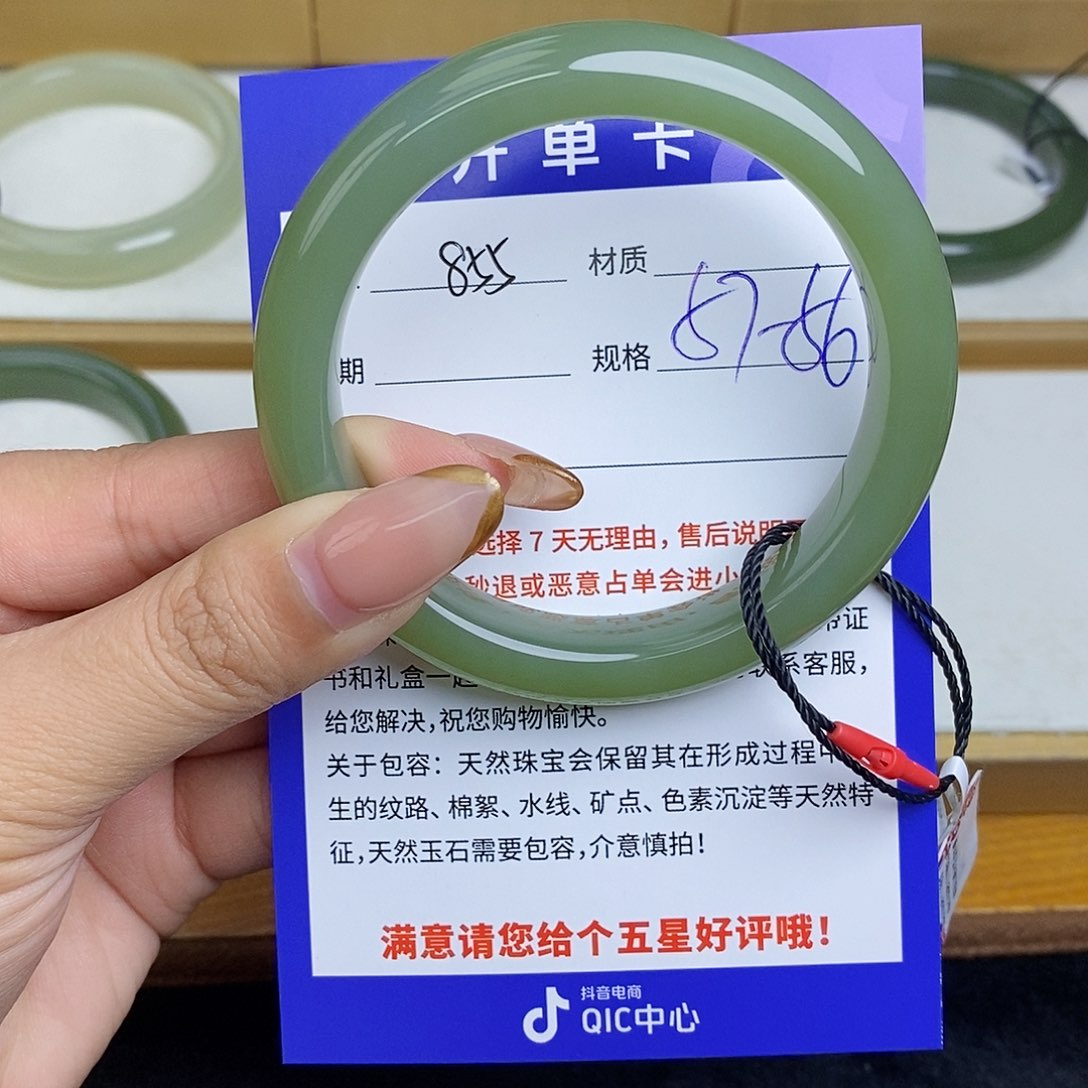 开单卡
855 材质
期 规格 57-56
选择7天无理由，售后说明
秒退或恶意占单会进小
带证
书和礼盒一起 联系客服，
给您解决，祝您购物愉快。
关于包容：天然珠宝会保留其在形成过程中
生的纹路、棉絮、水线、矿点、色素沉淀等天然特
征，天然玉石需要包容，介意慎拍！
满意请您给个五星好评哦！
抖音电商
QIC中心